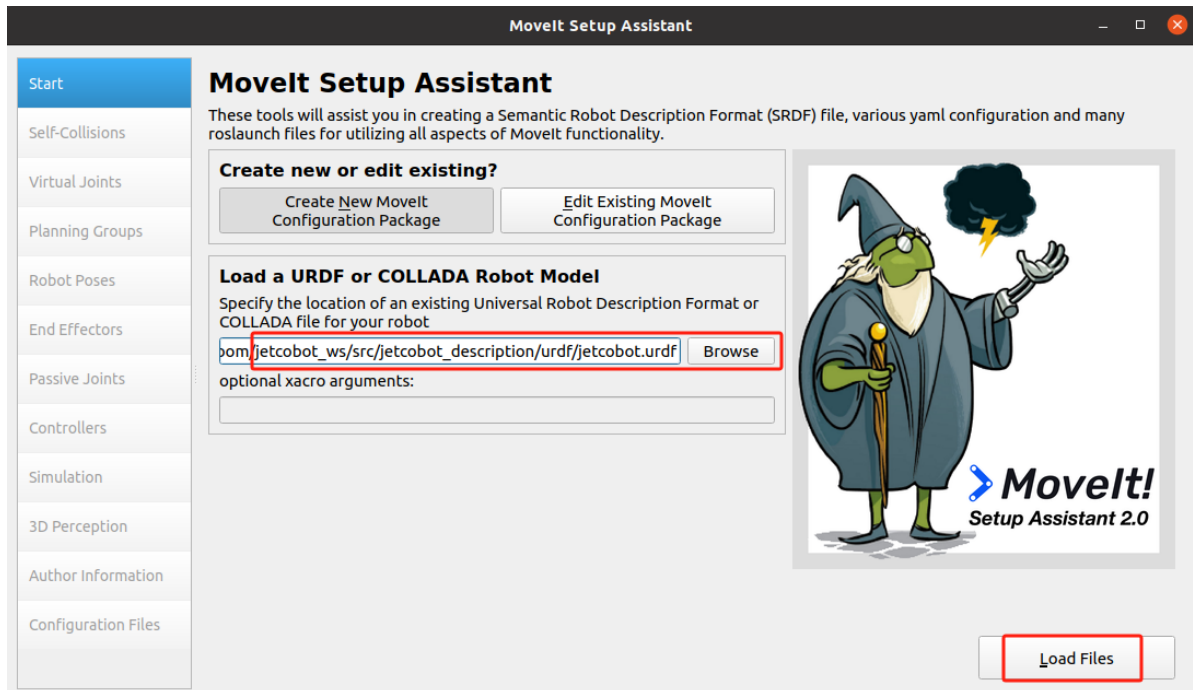 MoveIt Setup Assistant
Start
Self-Collisions
Virtual Joints
Planning Groups
Robot Poses
End Effectors
Passive Joints
Controllers
Simulation
3D Perception
Author Information
Configuration Files
MoveIt Setup Assistant
These tools will assist you in creating a Semantic Robot Description Format (SRDF) file, various yaml configuration and many
roslaunch files for utilizing all aspects of MoveIt functionality.
Create new or edit existing?
Create New MoveIt
Configuration Package
Edit Existing MoveIt
Configuration Package
Load a URDF or COLLADA Robot Model
Specify the location of an existing Universal Robot Description Format or
COLLADA file for your robot
oom/jetcobot_ws/src/jetcobot_description/urdf/jetcobot.urdf
Browse
optional xacro arguments:
MoveIt!
Setup Assistant 2.0
Load Files